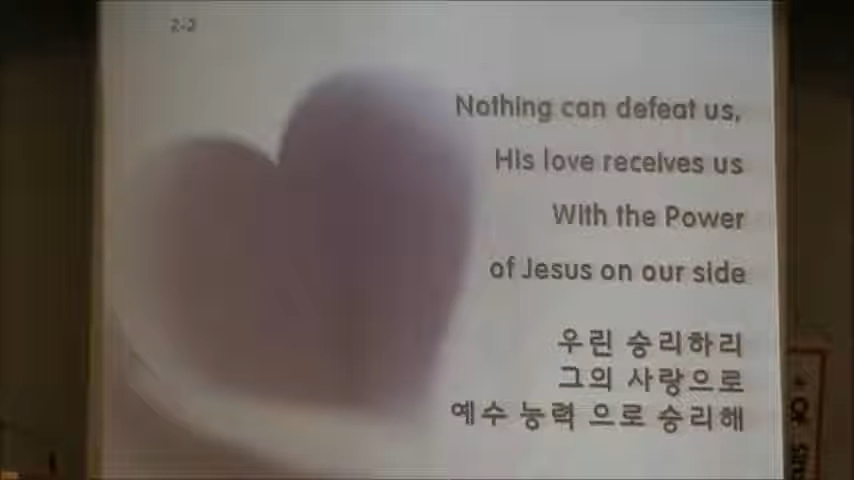 2-2
Nothing can defeat us,
His love receives us
With the Power
of Jesus on our side
우린 승리하리
그의 사랑으로
예수 능력 으로 승리해
OF